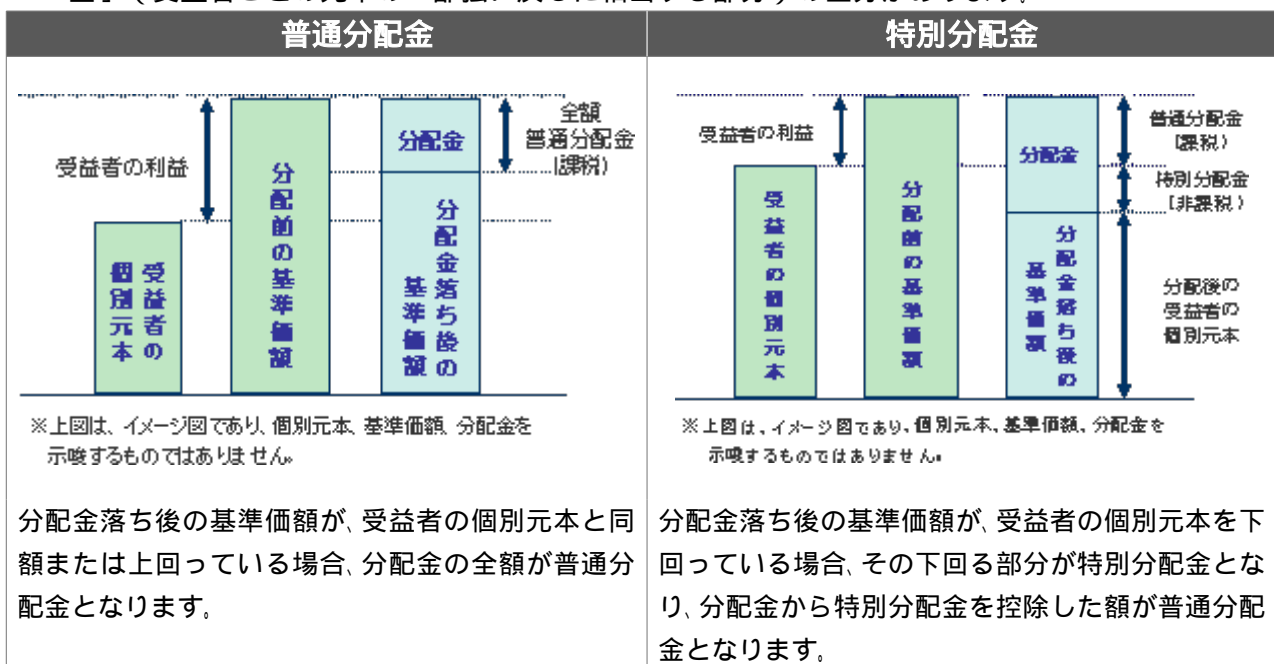 普通分配金
特別分配金
受益者の利益
受益者の
個別元本
分配前の基準価額
分配金
分配金落ち後の
基準価額
全額
普通分配金
(課税)
※上図は、イメージ図であり、個別元本、基準価額、分配金を
示唆するものではありません。
分配金落ち後の基準価額が、受益者の個別元本と同
額または上回っている場合、分配金の全額が普通分
配金となります。
受益者の利益
受益者の個別元本
分配前の基準価額
分配金
分配金落ち後の
基準価額
普通分配金
(課税)
特別分配金
(非課税)
分配後の
受益者の
個別元本
※上図は、イメージ図であり、個別元本、基準価額、分配金を
示唆するものではありません。
分配金落ち後の基準価額が、受益者の個別元本を下
回っている場合、その下回る部分が特別分配金とな
り、分配金から特別分配金を控除した額が普通分配
金となります。